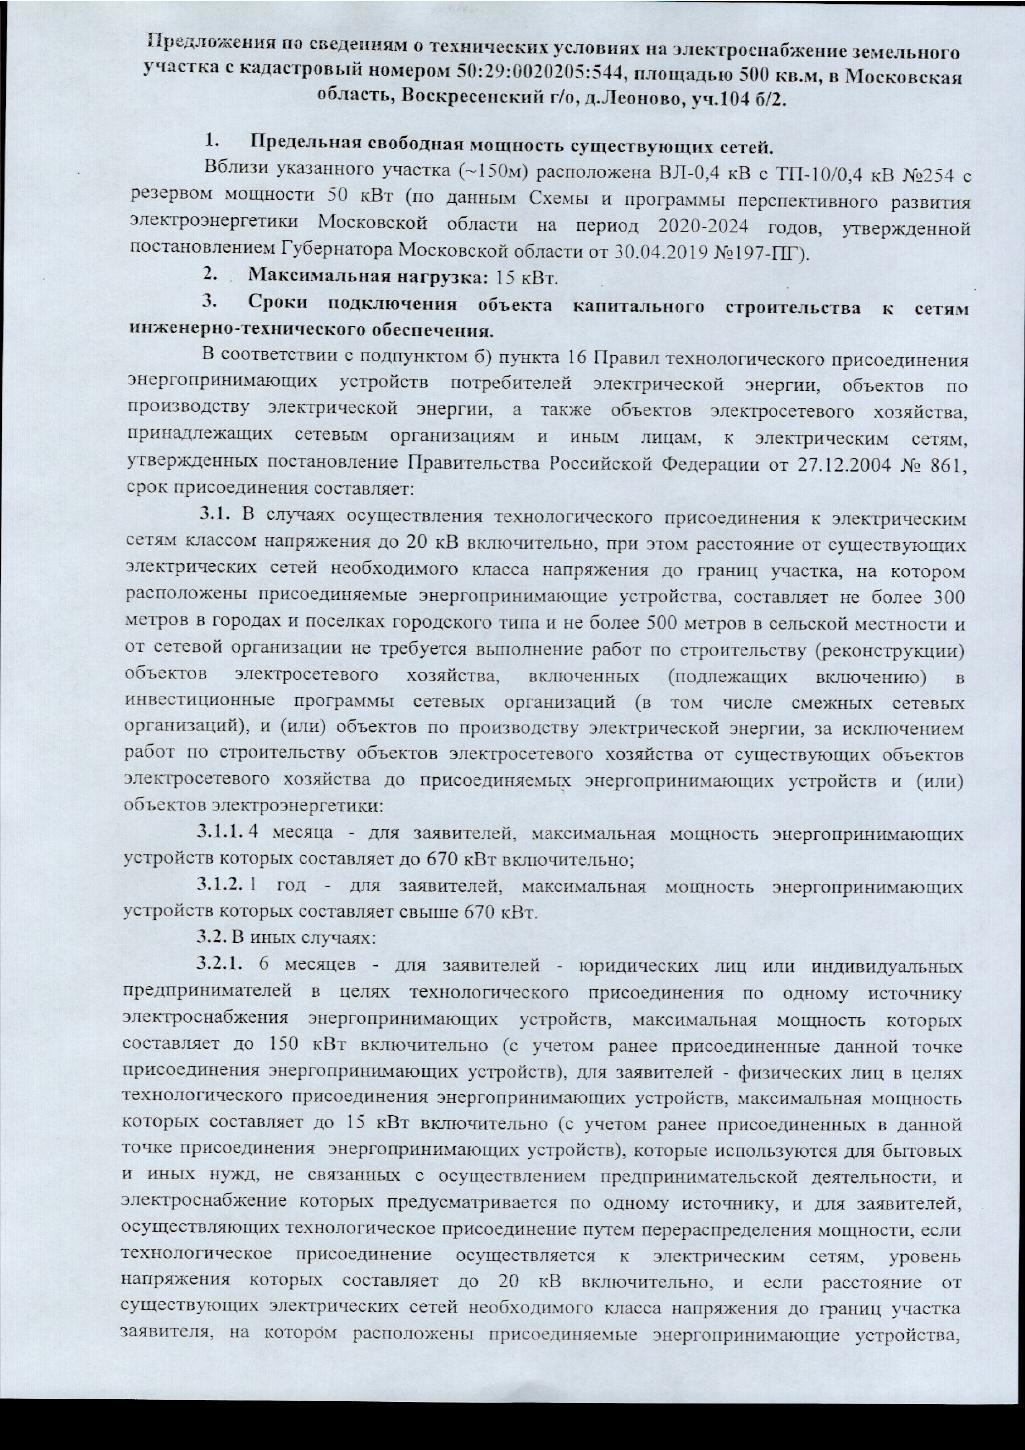 Предложения по сведениям о технических условиях на электроснабжение земельного
участка с кадастровый номером 50:29:0020205:544, площадью 500 кв.м, в Московская
область, Воскресенский г/о, д.Леоново, уч.104 б/2.
1. Предельная свободная мощность существующих сетей.
Вблизи указанного участка (~150м) расположена ВЛ-0,4 кВ с ТП-10/0,4 кВ №254 с
резервом мощности 50 кВт (по данным Схемы и программы перспективного развития
электроэнергетики Московской области на период 2020-2024 годов, утвержденной
постановлением Губернатора Московской области от 30.04.2019 №197-ПГ).
2. Максимальная нагрузка: 15 кВт.
3. Сроки подключения объекта капитального строительства к сетям
инженерно-технического обеспечения.
В соответствии с подпунктом б) пункта 16 Правил технологического присоединения
энергопринимающих устройств потребителей электрической энергии, объектов по
производству электрической энергии, а также объектов электросетевого хозяйства,
принадлежащих сетевым организациям и иным лицам, к электрическим сетям,
утвержденных постановление Правительства Российской Федерации от 27.12.2004 № 861,
срок присоединения составляет:
3.1. В случаях осуществления технологического присоединения к электрическим
сетям классом напряжения до 20 кВ включительно, при этом расстояние от существующих
электрических сетей необходимого класса напряжения до границ участка, на котором
расположены присоединяемые энергопринимающие устройства, составляет не более 300
метров в городах и поселках городского типа и не более 500 метров в сельской местности и
от сетевой организации не требуется выполнение работ по строительству (реконструкции)
объектов электросетевого хозяйства, включенных (подлежащих включению) в
инвестиционные программы сетевых организаций (в том числе смежных сетевых
организаций), и (или) объектов по производству электрической энергии, за исключением
работ по строительству объектов электросетевого хозяйства от существующих объектов
электросетевого хозяйства до присоединяемых энергопринимающих устройств и (или)
объектов электроэнергетики:
3.1.1. 4 месяца - для заявителей, максимальная мощность энергопринимающих
устройств которых составляет до 670 кВт включительно;
3.1.2. 1 год - для заявителей, максимальная мощность энергопринимающих
устройств которых составляет свыше 670 кВт.
3.2. В иных случаях:
3.2.1. 6 месяцев - для заявителей - юридических лиц или индивидуальных
предпринимателей в целях технологического присоединения по одному источнику
электроснабжения энергопринимающих устройств, максимальная мощность которых
составляет до 150 кВт включительно (с учетом ранее присоединенные данной точке
присоединения энергопринимающих устройств), для заявителей - физических лиц в целях
технологического присоединения энергопринимающих устройств, максимальная мощность
которых составляет до 15 кВт включительно (с учетом ранее присоединенных в данной
точке присоединения энергопринимающих устройств), которые используются для бытовых
и иных нужд, не связанных с осуществлением предпринимательской деятельности, и
электроснабжение которых предусматривается по одному источнику, и для заявителей,
осуществляющих технологическое присоединение путем перераспределения мощности, если
технологическое присоединение осуществляется к электрическим сетям, уровень
напряжения которых составляет до 20 кВ включительно, и если расстояние от
существующих электрических сетей необходимого класса напряжения до границ участка
заявителя, на котором расположены присоединяемые энергопринимающие устройства,